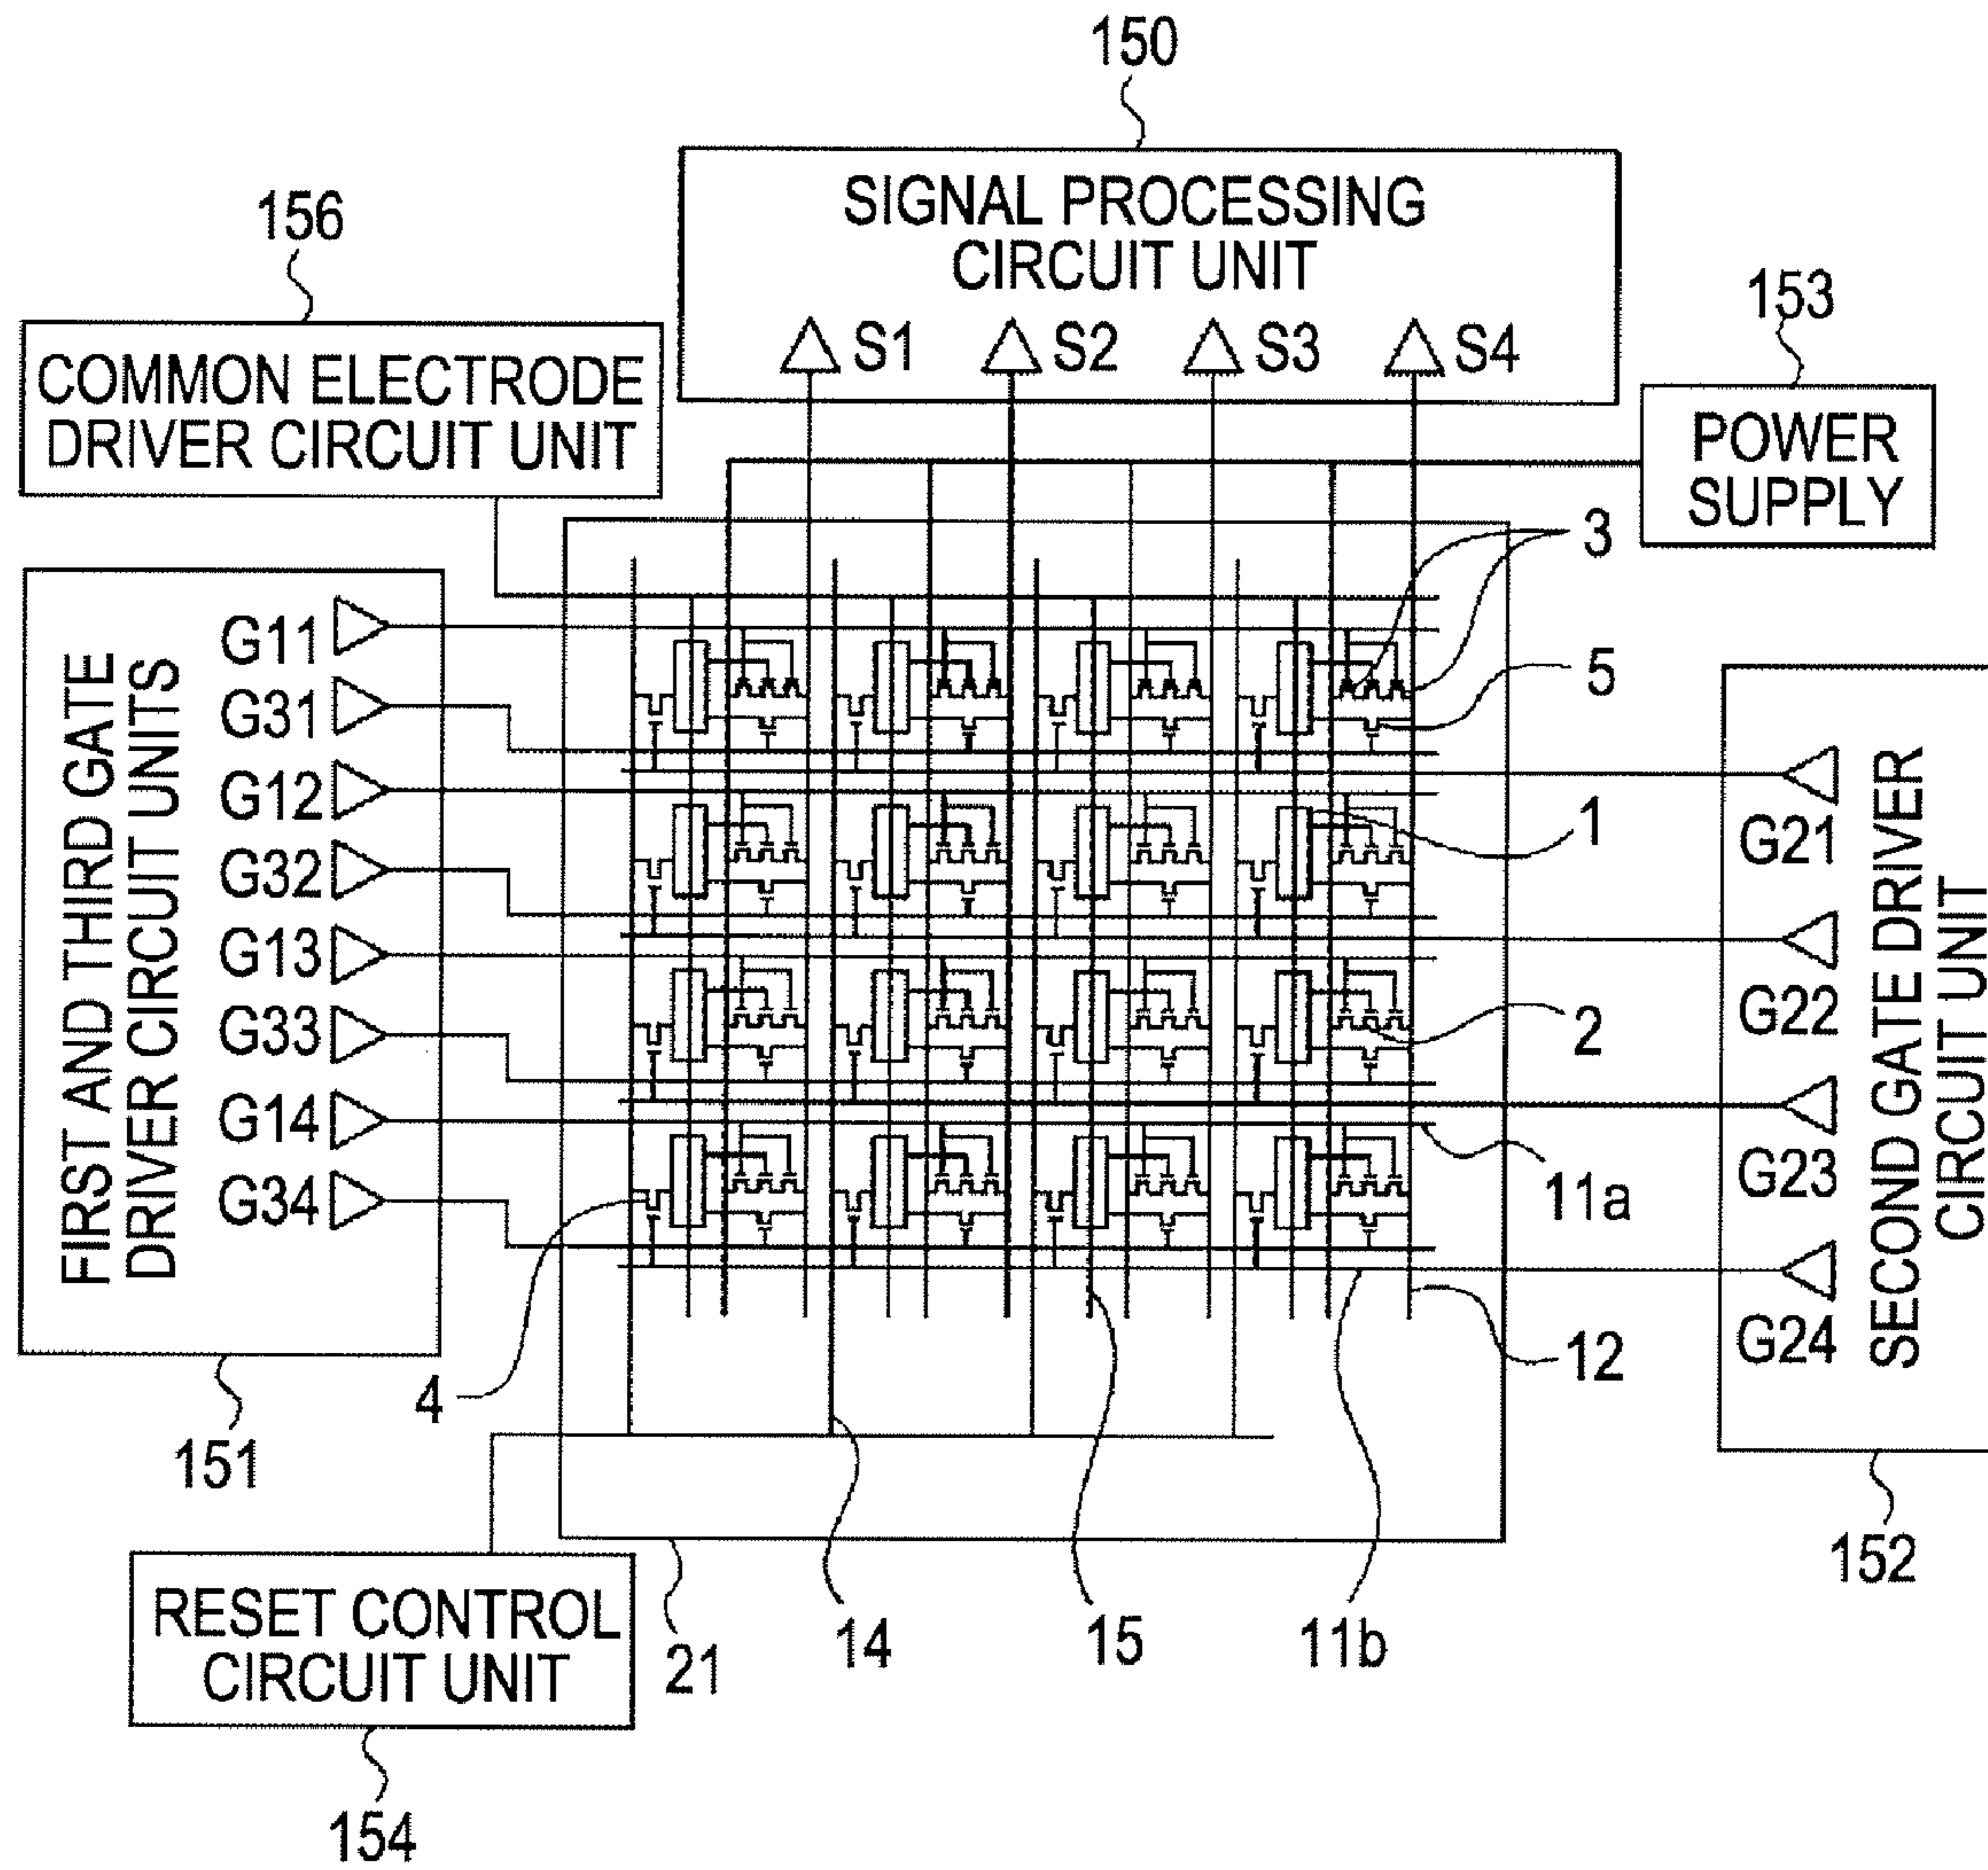 150
SIGNAL PROCESSING
CIRCUIT UNIT
S1
S2
S3
S4
156
COMMON ELECTRODE
DRIVER CIRCUIT UNIT
153
POWER
SUPPLY
3
5
1
2
FIRST AND THIRD GATE
DRIVER CIRCUIT UNITS
G11
G31
G12
G32
G13
G33
G14
G34
151
SECOND GATE DRIVER
CIRCUIT UNIT
G21
G22
G23
G24
152
11a
12
4
RESET CONTROL
CIRCUIT UNIT
154
21
14
15
11b